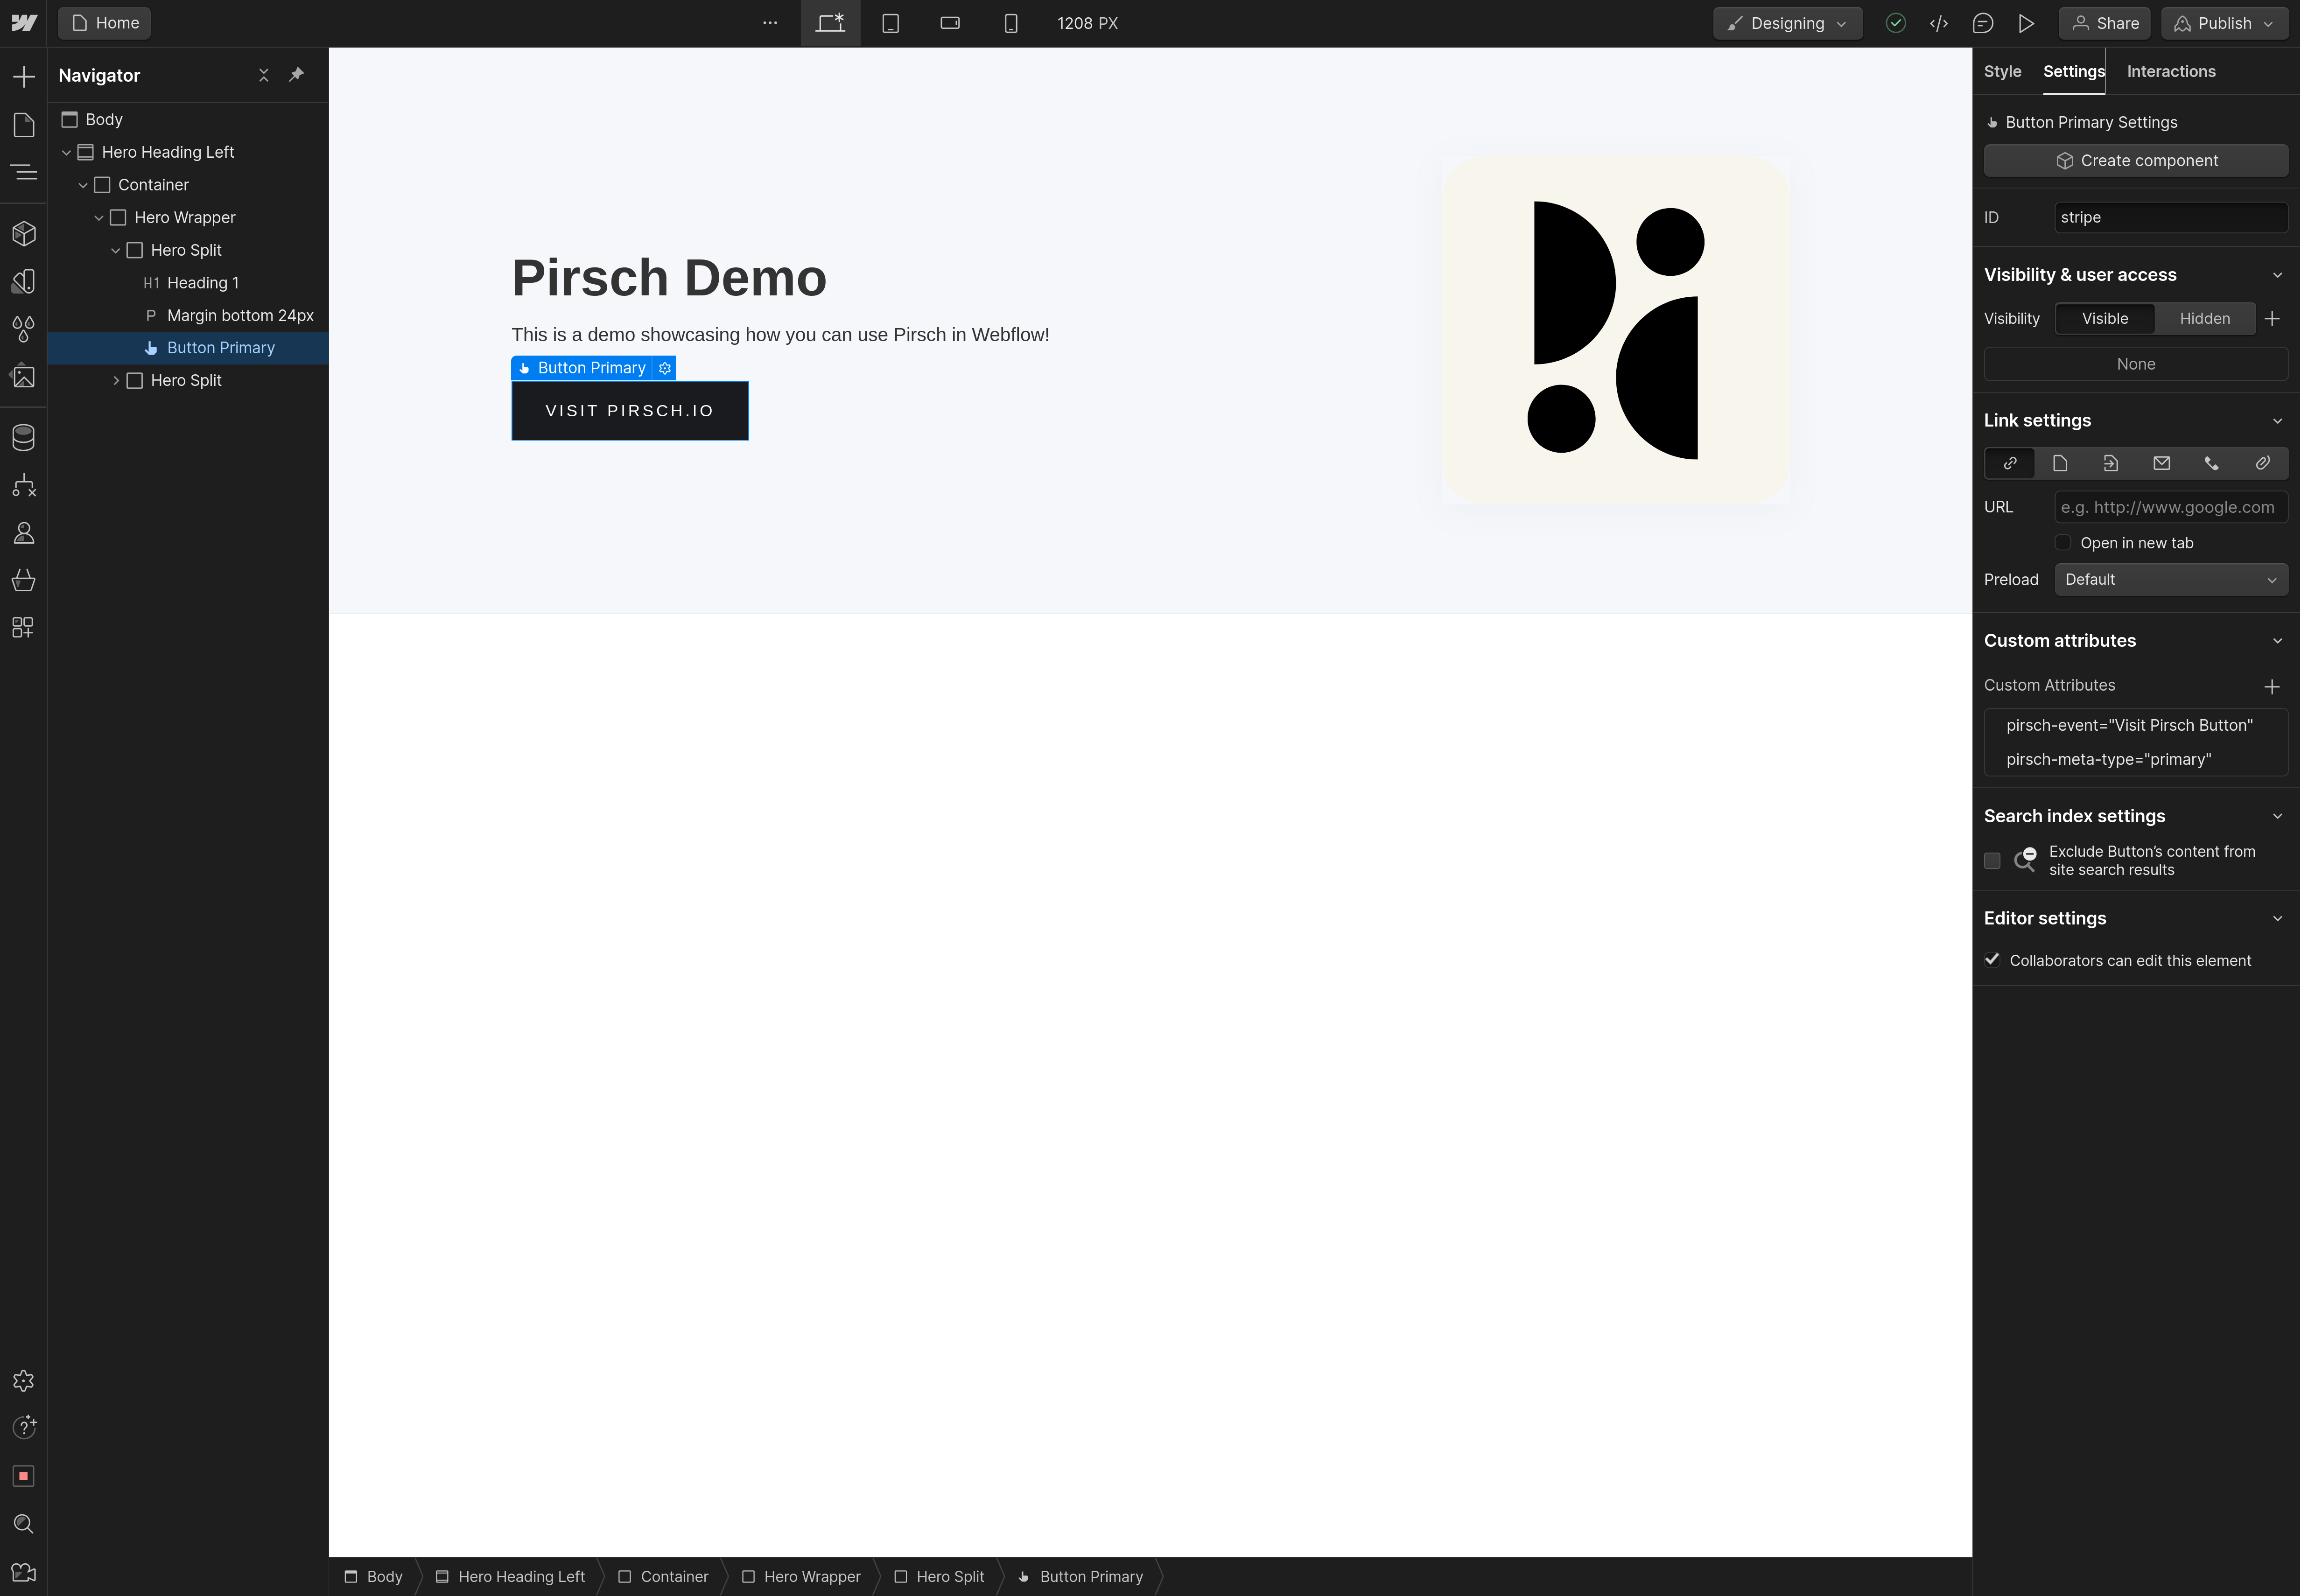 Home
1208 PX
Designing
Share
Publish
Navigator
Body
Hero Heading Left
Container
Hero Wrapper
Hero Split
H1 Heading 1
P Margin bottom 24px
Button Primary
Hero Split
Pirsch Demo
This is a demo showcasing how you can use Pirsch in Webflow!
Button Primary
VISIT PIRSCH.IO
Style Settings Interactions
Button Primary Settings
Create component
ID stripe
Visibility & user access
Visibility Visible Hidden
None
Link settings
URL e.g. http://www.google.com
Open in new tab
Preload Default
Custom attributes
Custom Attributes
pirsch-event="Visit Pirsch Button"
pirsch-meta-type="primary"
Search index settings
Exclude Button's content from
site search results
Editor settings
Collaborators can edit this element
Body Hero Heading Left Container Hero Wrapper Hero Split Button Primary